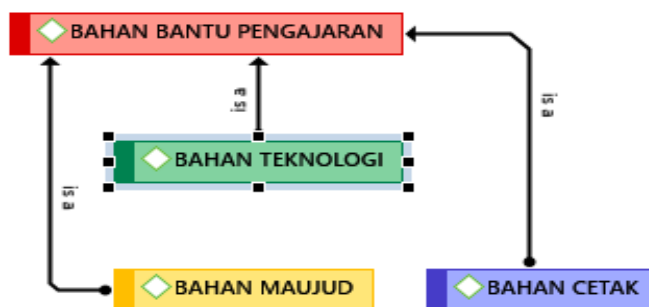 BAHAN BANTU PENGAJARAN
is a
is a
BAHAN TEKNOLOGI
is a
BAHAN MAUJUD
BAHAN CETAK